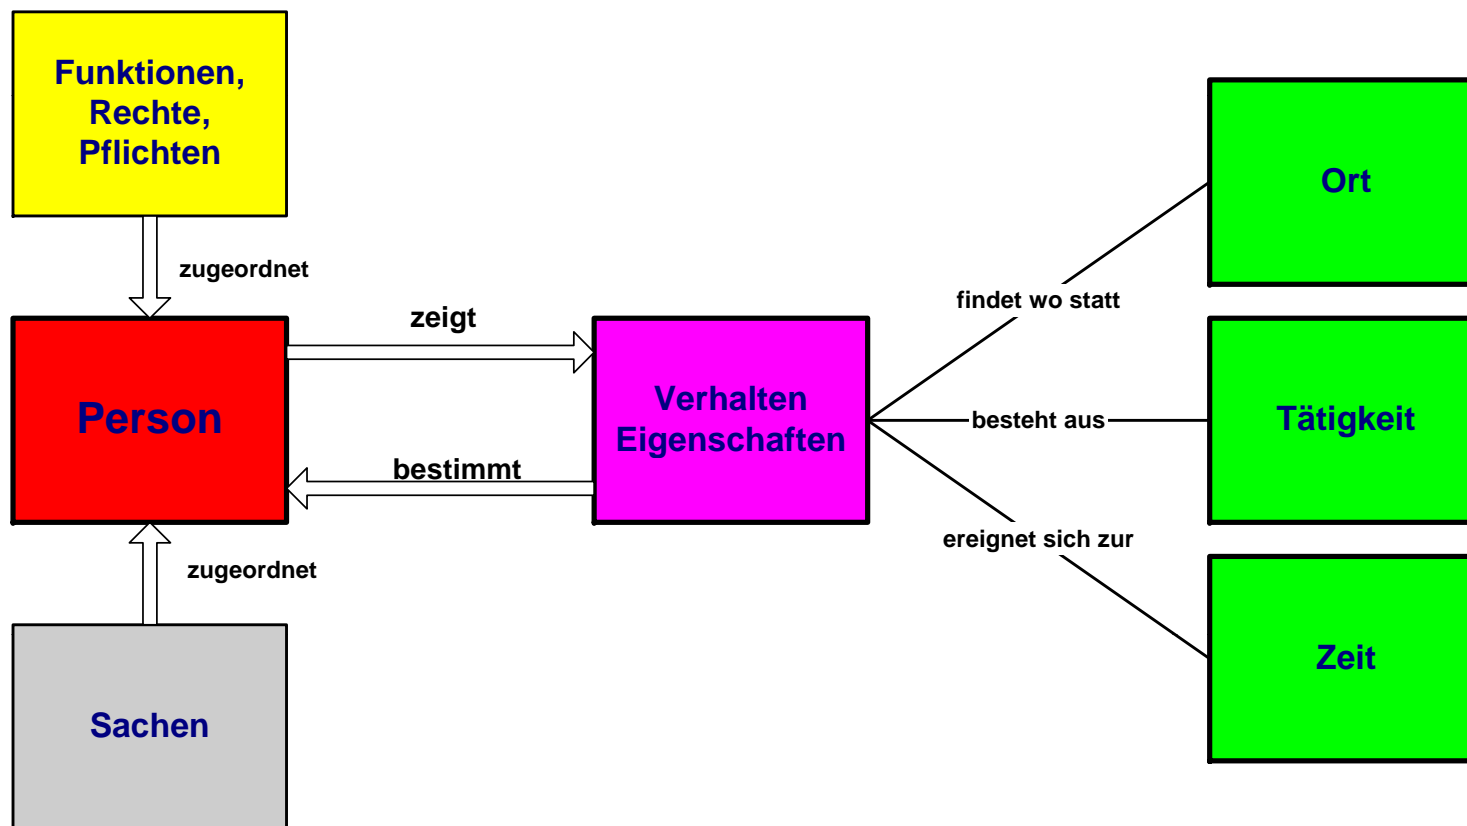 Funktionen,
Rechte,
Pflichten
zugeordnet
Person
zeigt
bestimmt
zugeordnet
Sachen
Verhalten
Eigenschaften
findet wo statt
besteht aus
ereignet sich zur
Ort
Tätigkeit
Zeit